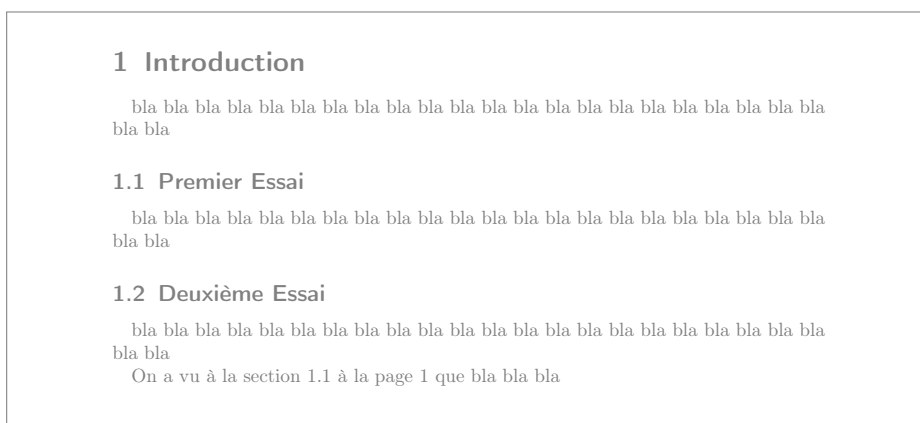 1 Introduction
bla bla bla bla bla bla bla bla bla bla bla bla bla bla bla bla bla bla bla bla bla bla
bla bla
1.1 Premier Essai
bla bla bla bla bla bla bla bla bla bla bla bla bla bla bla bla bla bla bla bla bla bla
bla bla
1.2 Deuxième Essai
bla bla bla bla bla bla bla bla bla bla bla bla bla bla bla bla bla bla bla bla bla bla
bla bla
On a vu à la section 1.1 à la page 1 que bla bla bla